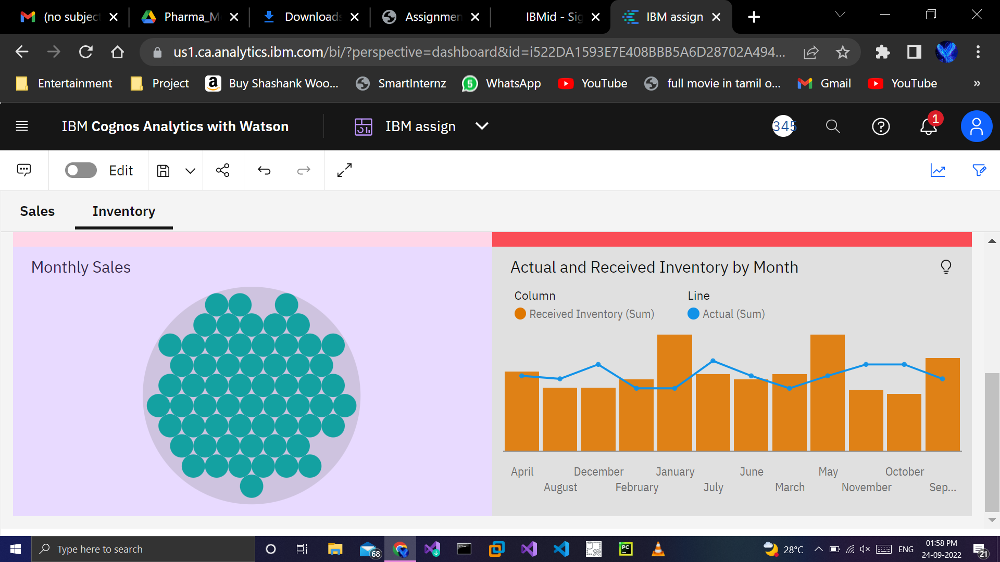 (no subject
Pharma_M
Downloads
Assignmen
IBMid - Sig
IBM assign
us1.ca.analytics.ibm.com/bi/?perspective=dashboard&id=i522DA1593E7E408BBB5A6D28702A494...
Entertainment
Project
Buy Shashank Woo...
SmartInternz
5
WhatsApp
YouTube
full movie in tamil o...
Gmail
YouTube
»
IBM Cognos Analytics with Watson
IBM assign
345
1
Edit
Sales
Inventory
Monthly Sales
Actual and Received Inventory by Month
Column
Line
Received Inventory (Sum)
Actual (Sum)
April
December
January
June
May
October
August
February
July
March
November
Sep...
Type here to search
68
PC
28°C
ENG
01:58 PM
24-09-2022
21